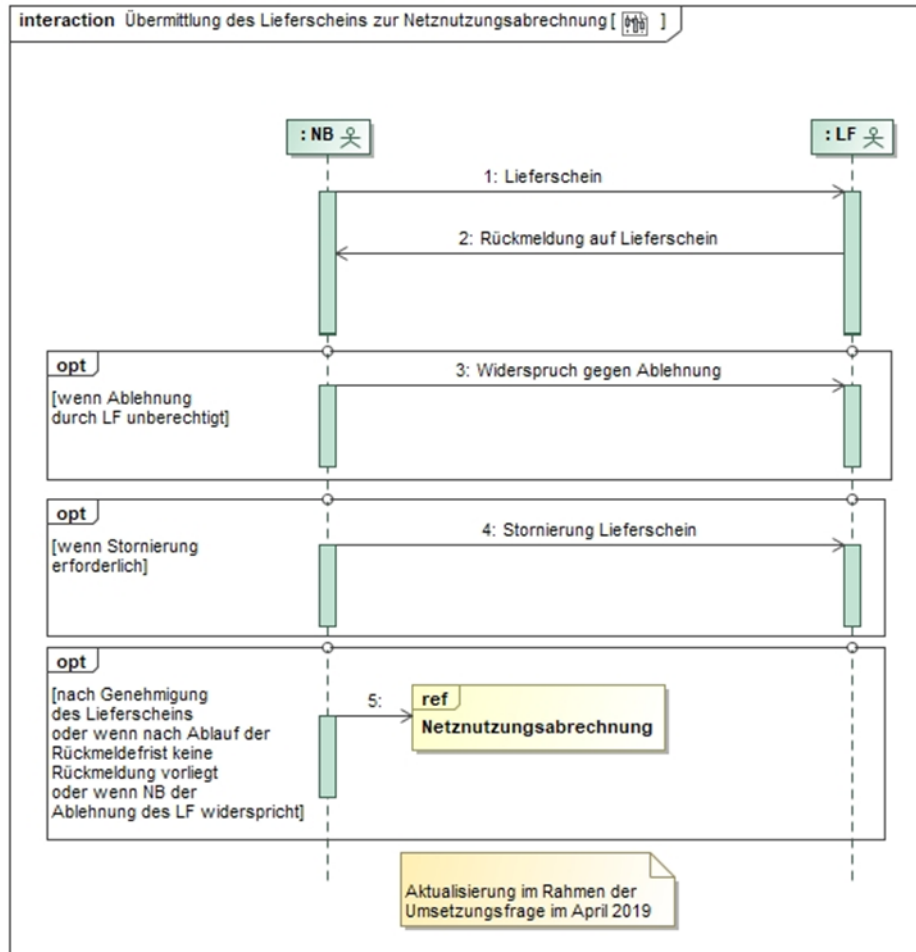 interaction Übermittlung des Lieferscheins zur Netznutzungsabrechnung [ ]
: NB
: LF
1: Lieferschein
2: Rückmeldung auf Lieferschein
opt
3: Widerspruch gegen Ablehnung
[wenn Ablehnung
durch LF unberechtigt]
opt
4: Stornierung Lieferschein
[wenn Stornierung
erforderlich]
opt
[nach Genehmigung
des Lieferscheins
oder wenn nach Ablauf der
Rückmeldefrist keine
Rückmeldung vorliegt
oder wenn NB der
Ablehnung des LF widerspricht]
5:
ref
Netznutzungsabrechnung
Aktualisierung im Rahmen der
Umsetzungsfrage im April 2019